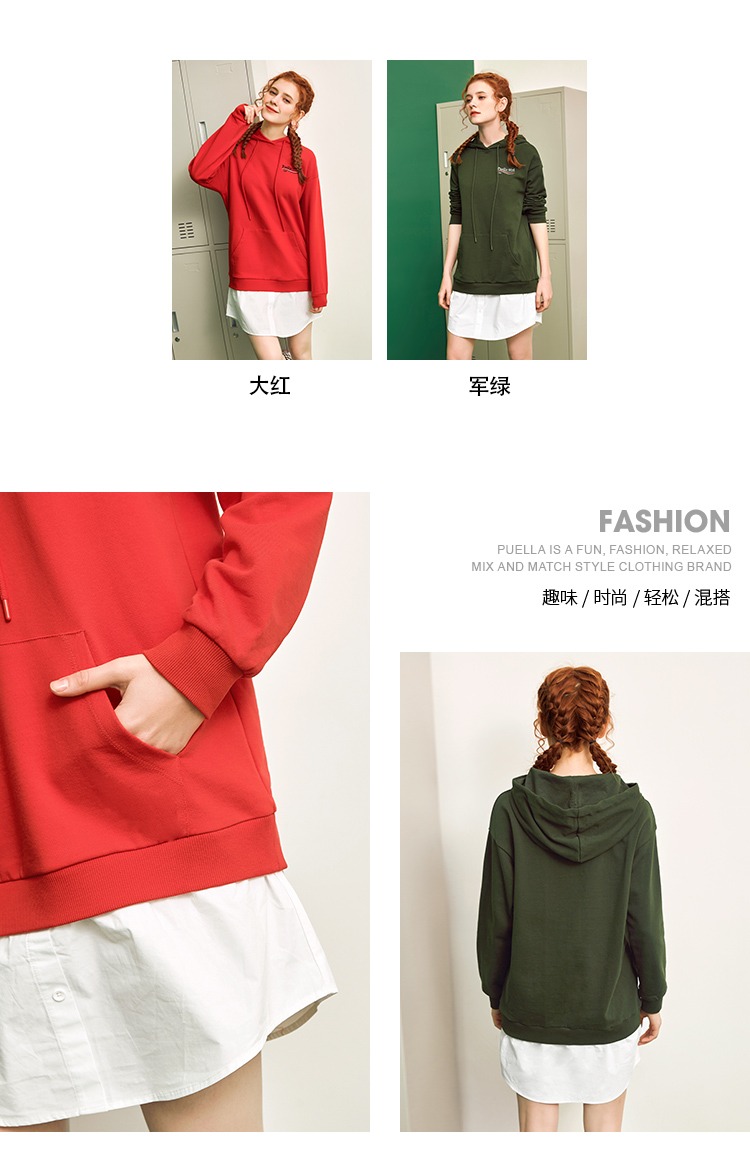 大红
军绿
FASHION
PUELLA IS A FUN, FASHION, RELAXED
MIX AND MATCH STYLE CLOTHING BRAND
趣味 / 时尚 / 轻松 / 混搭